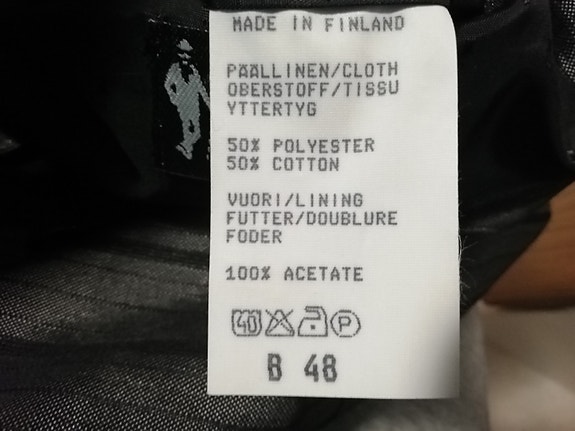 MADE IN FINLAND
PÄÄLLINEN/CLOTH
OBERSTOFF/TISSU
YTTERTYG
50% POLYESTER
50% COTTON
VUORI/LINING
FUTTER/DOUBLURE
FODER
100% ACETATE
40 P
B 48